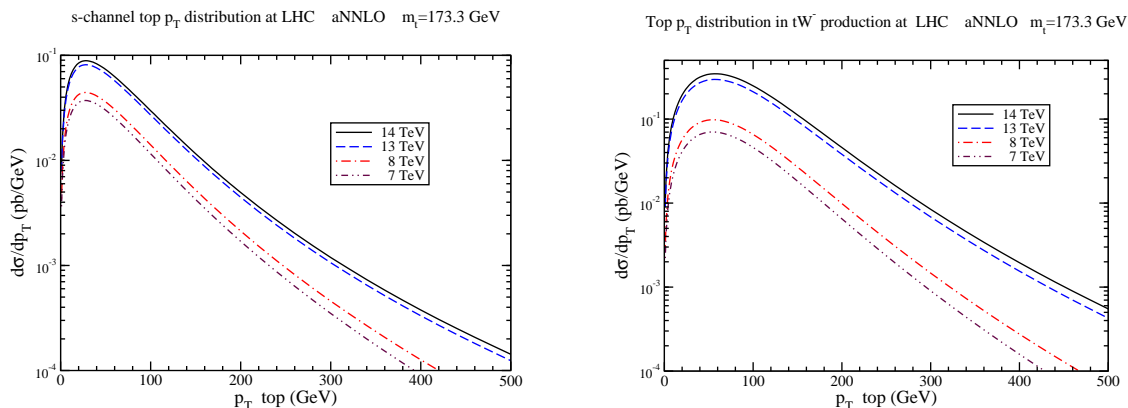 s-channel top p_T distribution at LHC aNNLO m_t=173.3 GeV
10^-1
10^-2
10^-3
10^-4
dσ/dp_T (pb/GeV)
14 TeV
13 TeV
8 TeV
7 TeV
0 100 200 300 400 500
p_T top (GeV)
Top p_T distribution in tW^- production at LHC aNNLO m_t=173.3 GeV
10^-1
10^-2
10^-3
10^-4
dσ/dp_T (pb/GeV)
14 TeV
13 TeV
8 TeV
7 TeV
0 100 200 300 400 500
p_T top (GeV)